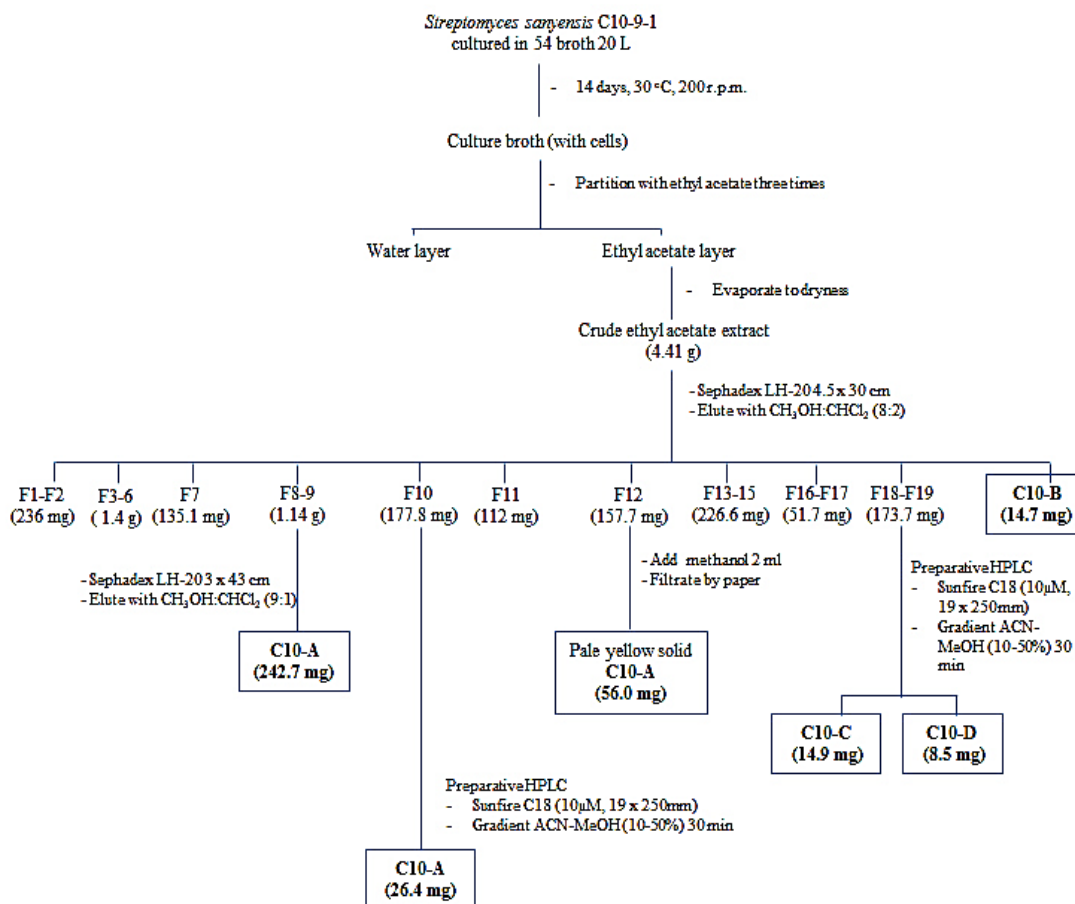 Streptomyces sanyensis C10-9-1
cultured in 54 broth 20 L
- 14 days, 30 °C, 200 r.p.m.
Culture broth (with cells)
- Partition with ethyl acetate three times
Water layer
Ethyl acetate layer
- Evaporate to dryness
Crude ethyl acetate extract
(4.41 g)
- Sephadex LH-20 4.5 x 30 cm
- Elute with CH₃OH:CHCl₂ (8:2)
F1-F2
(236 mg)
F3-6
( 1.4 g)
F7
(135.1 mg)
F8-9
(1.14 g)
F10
(177.8 mg)
F11
(112 mg)
F12
(157.7 mg)
F13-15
(226.6 mg)
F16-F17
(51.7 mg)
F18-F19
(173.7 mg)
C10-B
(14.7 mg)
- Sephadex LH-20 3 x 43 cm
- Elute with CH₃OH:CHCl₂ (9:1)
C10-A
(242.7 mg)
- Add methanol 2 ml
- Filtrate by paper
Pale yellow solid
C10-A
(56.0 mg)
Preparative HPLC
- Sunfire C18 (10µM,
19 x 250mm)
- Gradient ACN-
MeOH (10-50%) 30
min
C10-C
(14.9 mg)
C10-D
(8.5 mg)
Preparative HPLC
- Sunfire C18 (10µM, 19 x 250mm)
- Gradient ACN-MeOH (10-50%) 30 min
C10-A
(26.4 mg)